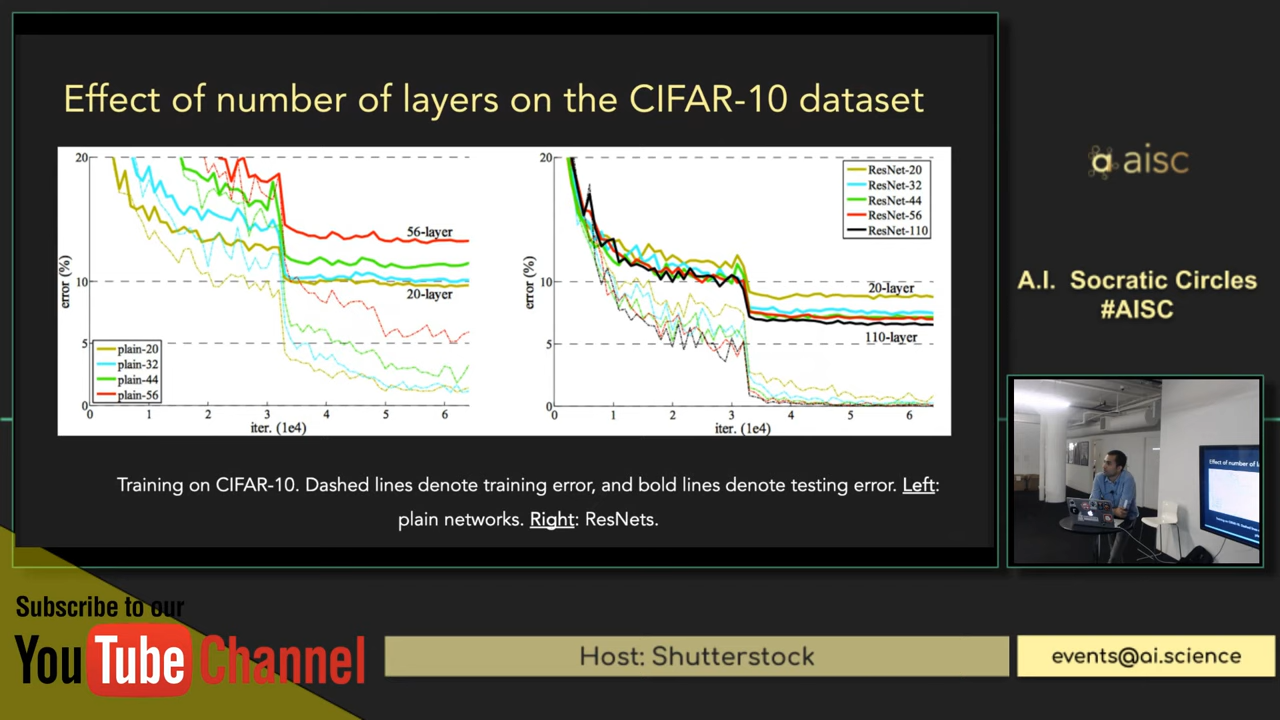 Effect of number of layers on the CIFAR-10 dataset
20
10
5
0
error (%)
56-layer
20-layer
plain-20
plain-32
plain-44
plain-56
0 1 2 3 4 5 6
iter. (1e4)
20
10
5
0
error (%)
ResNet-20
ResNet-32
ResNet-44
ResNet-56
ResNet-110
20-layer
110-layer
0 1 2 3 4 5 6
iter. (1e4)
Training on CIFAR-10. Dashed lines denote training error, and bold lines denote testing error. Left:
plain networks. Right: ResNets.
a aisc
A.I. Socratic Circles
#AISC
Effect of number of la
Subscribe to our
YouTube Channel
Host: Shutterstock
events@ai.science